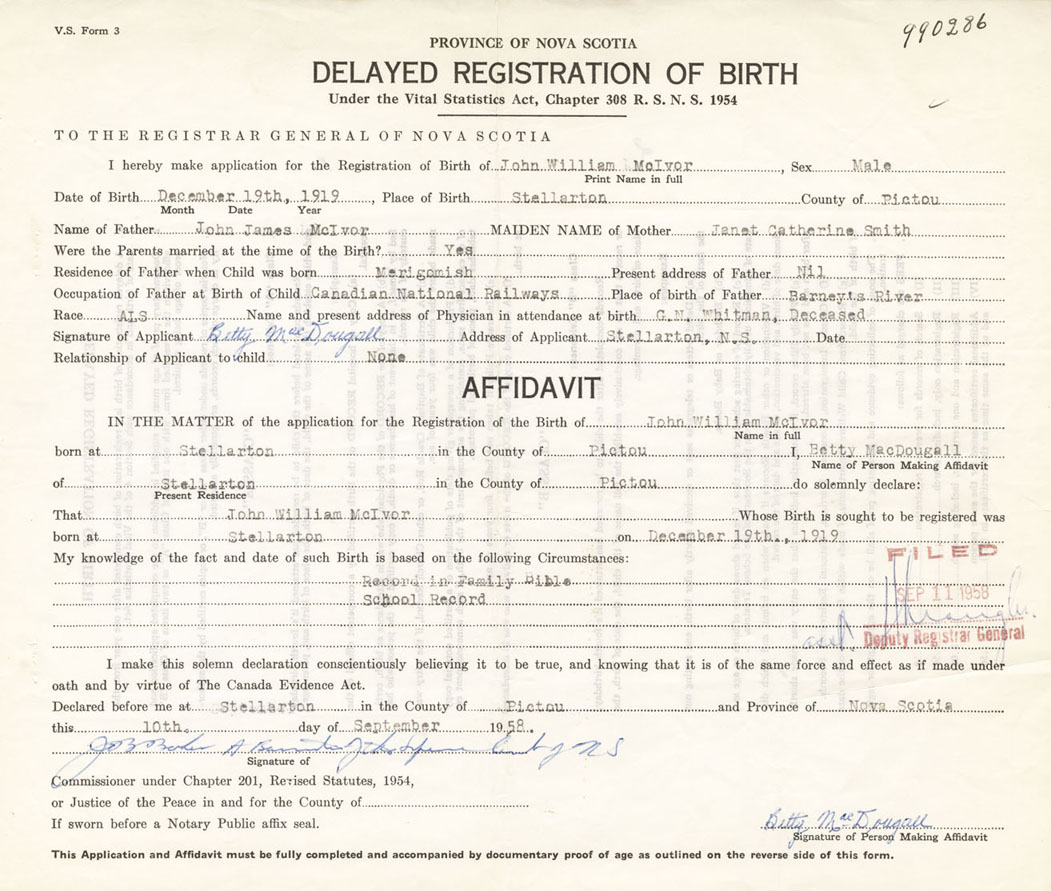 V.S. Form 3
990286
PROVINCE OF NOVA SCOTIA
DELAYED REGISTRATION OF BIRTH
Under the Vital Statistics Act, Chapter 308 R. S. N. S. 1954
TO THE REGISTRAR GENERAL OF NOVA SCOTIA
I hereby make application for the Registration of Birth of John William McIvor, Sex Male
Print Name in full
Date of Birth December 19th, 1919, Place of Birth Stellarton County of Pictou
Month Date Year
Name of Father John James McIvor MAIDEN NAME of Mother Janet Catherine Smith
Were the Parents married at the time of the Birth? Yes
Residence of Father when Child was born Merigomish Present address of Father Nil
Occupation of Father at Birth of Child Canadian National Railways Place of birth of Father Barney's River
Race ALS Name and present address of Physician in attendance at birth G.N. Whitman, Deceased
Signature of Applicant Betty MacDougall Address of Applicant Stellarton, N.S. Date
Relationship of Applicant to child None
AFFIDAVIT
IN THE MATTER of the application for the Registration of the Birth of John William McIvor
Name in full
born at Stellarton in the County of Pictou I, Betty MacDougall
Name of Person Making Affidavit
of Stellarton in the County of Pictou do solemnly declare:
Present Residence
That John William McIvor Whose Birth is sought to be registered was
born at Stellarton on December 19th., 1919
My knowledge of the fact and date of such Birth is based on the following Circumstances:
FILED
Record in Family Bible
SEP 11 1958
School Record
Deputy Registrar General
I make this solemn declaration conscientiously believing it to be true, and knowing that it is of the same force and effect as if made under
oath and by virtue of The Canada Evidence Act.
Declared before me at Stellarton in the County of Pictou and Province of Nova Scotia
this 10th. day of September 1958.
A of the Supreme Court of NS
Signature of
Commissioner under Chapter 201, Revised Statutes, 1954,
or Justice of the Peace in and for the County of
If sworn before a Notary Public affix seal.
Betty MacDougall
Signature of Person Making Affidavit
This Application and Affidavit must be fully completed and accompanied by documentary proof of age as outlined on the reverse side of this form.